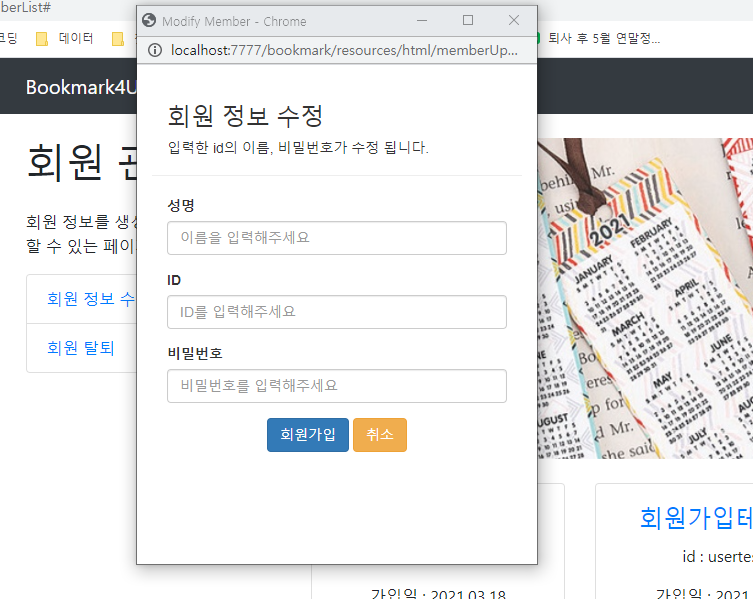 berList#
Modify Member - Chrome
localhost:7777/bookmark/resources/html/memberUp...
코딩
데이터
퇴사 후 5월 연말정...
Bookmark4U
회원 정보 수정
입력한 id의 이름, 비밀번호가 수정 됩니다.
성명
이름을 입력해주세요
ID
ID를 입력해주세요
비밀번호
비밀번호를 입력해주세요
회원가입
취소
회원
회원 정보를
할 수 있는
회원 정보 수
회원 탈퇴
behind Mr.
2021
JANUARY
FEBRUARY
MARCH
APRIL
MAY
JUNE
AUGUST
JULY
Mr.
she said
가입일 : 2021.03.18
회원가입테
id : userte
가입일 : 2021